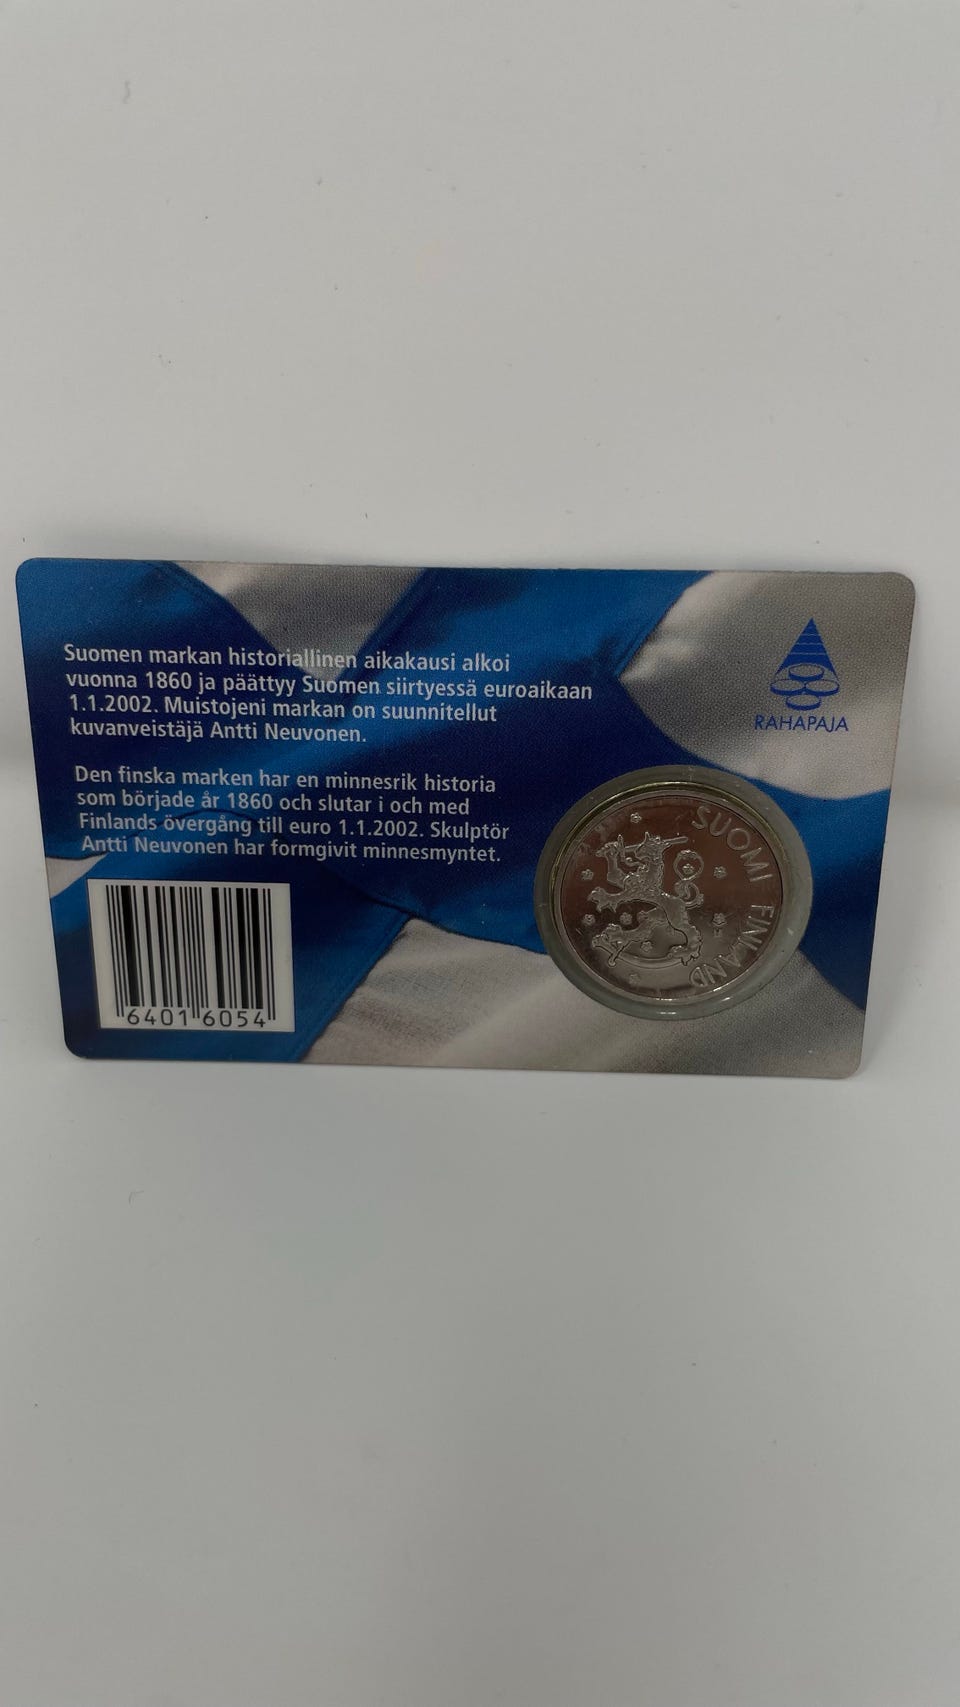 Suomen markan historiallinen aikakausi alkoi
vuonna 1860 ja päättyy Suomen siirtyessä euroaikaan
1.1.2002. Muistojeni markan on suunnitellut
kuvanveistäjä Antti Neuvonen.
Den finska marken har en minnesrik historia
som började år 1860 och slutar i och med
Finlands övergång till euro 1.1.2002. Skulptör
Antti Neuvonen har formgivit minnesmyntet.
RAHAPAJA
SUOMI FINLAND
6401 6054